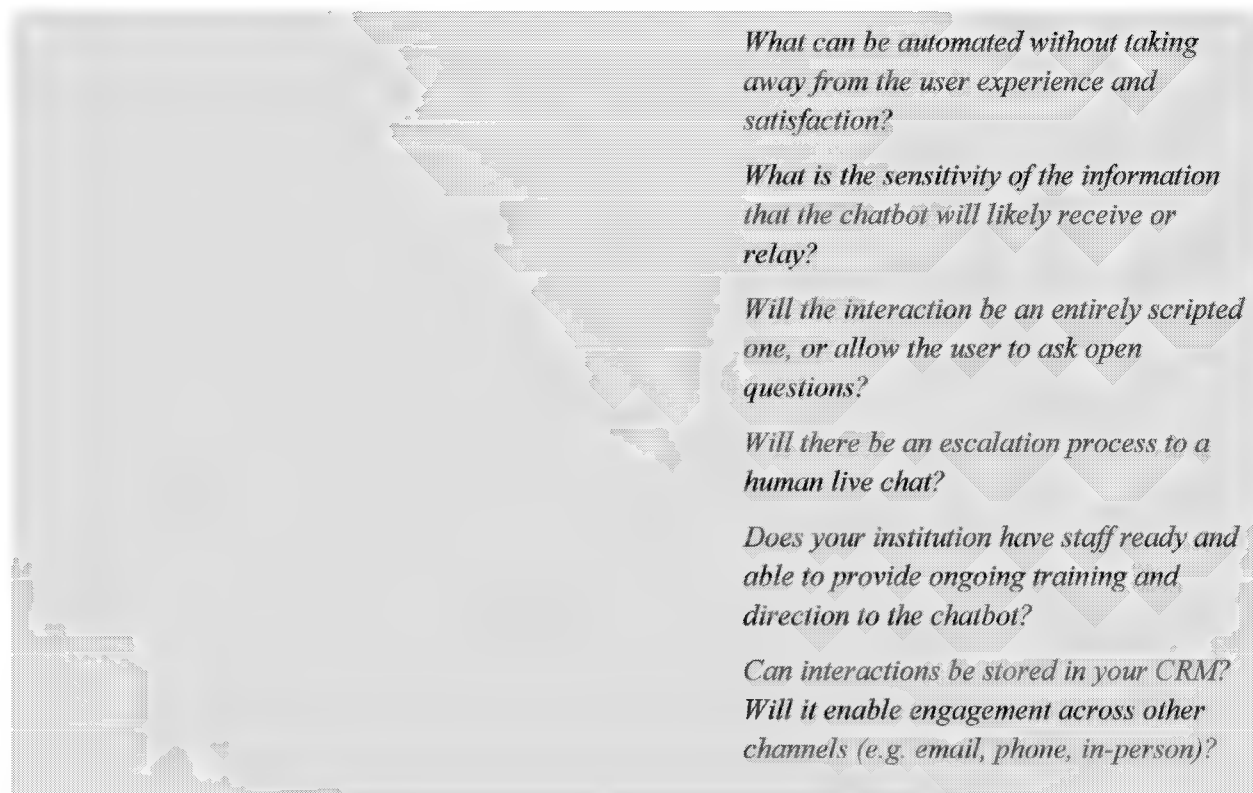 What can be automated without taking
away from the user experience and
satisfaction?
What is the sensitivity of the information
that the chatbot will likely receive or
relay?
Will the interaction be an entirely scripted
one, or allow the user to ask open
questions?
Will there be an escalation process to a
human live chat?
Does your institution have staff ready and
able to provide ongoing training and
direction to the chatbot?
Can interactions be stored in your CRM?
Will it enable engagement across other
channels (e.g. email, phone, in-person)?